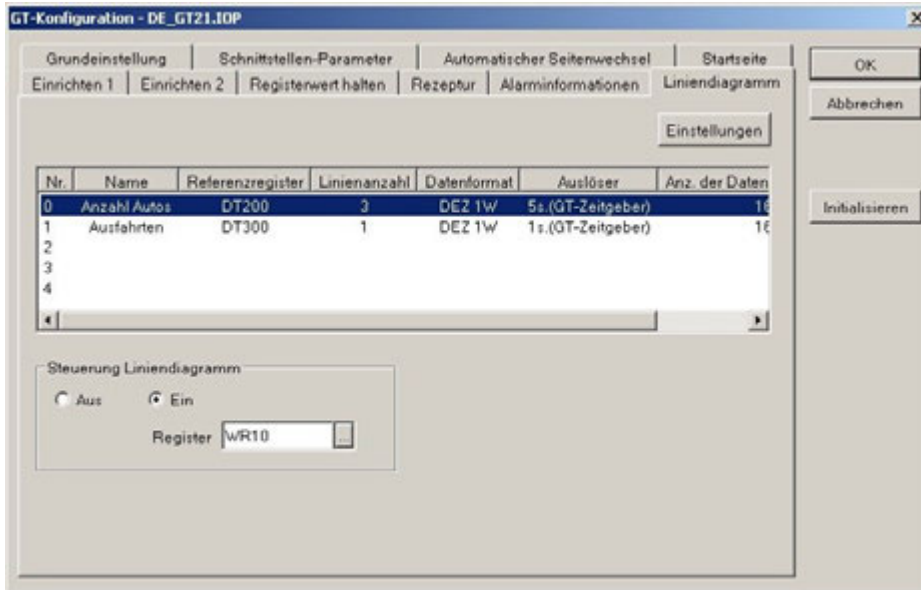 GT-Konfiguration - DE_GT21.IOP
Grundeinstellung Schnittstellen-Parameter Automatischer Seitenwechsel Startseite
Einrichten 1 Einrichten 2 Registerwert halten Rezeptur Alarminformationen Liniendiagramm
OK
Abbrechen
Einstellungen
Nr. Name Referenzregister Linienanzahl Datenformat Auslöser Anz. der Daten
0 Anzahl Autos DT200 3 DEZ 1W 5s.(GT-Zeitgeber) 16
1 Ausfahrten DT300 1 DEZ 1W 1s.(GT-Zeitgeber) 16
2
3
4
Initialisieren
Steuerung Liniendiagramm
Aus Ein
Register WR10 ...